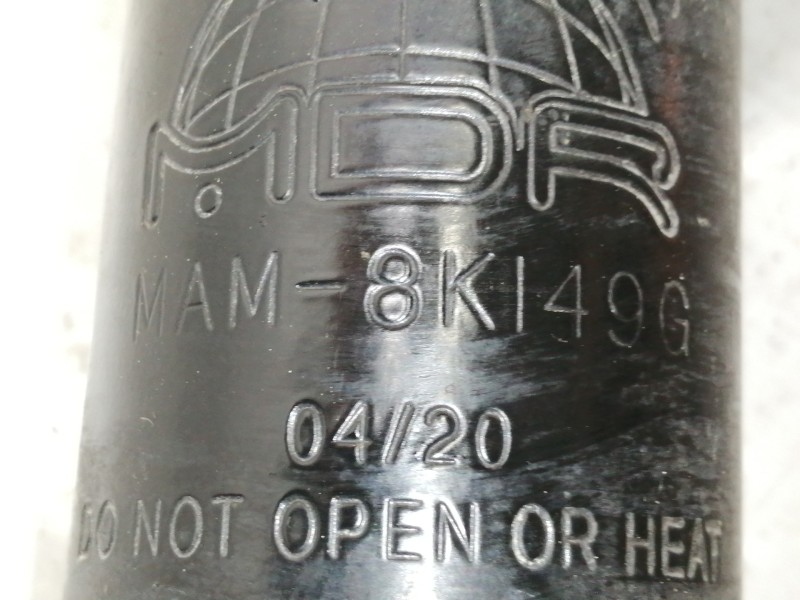 MDR
MAM-8K149G
04/20
DO NOT OPEN OR HEAT